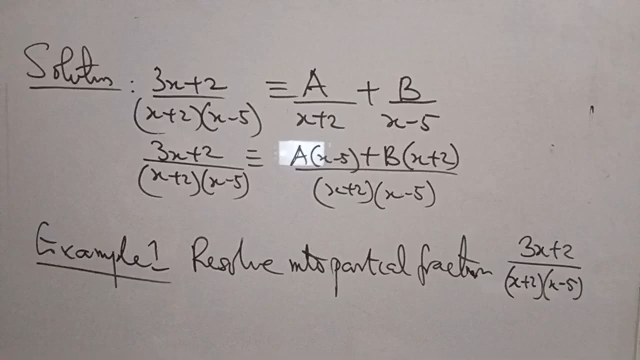 Solution: (3x+2)/((x+2)(x-5)) ≡ A/(x+2) + B/(x-5)
(3x+2)/((x+2)(x-5)) ≡ (A(x-5)+B(x+2))/((x+2)(x-5))
Example 1 Resolve into partial fraction (3x+2)/((x+2)(x-5))